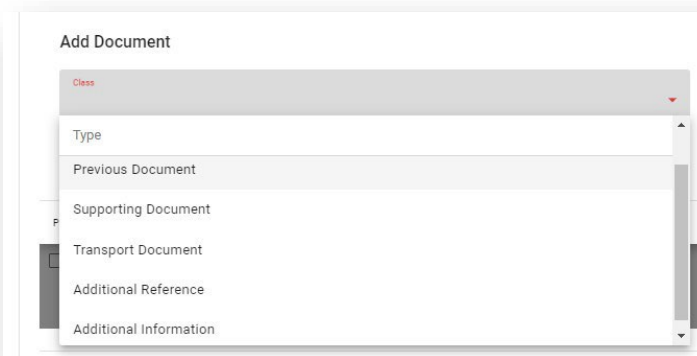 Add Document
Class
Type
Previous Document
Supporting Document
P
Transport Document
Additional Reference
Additional Information